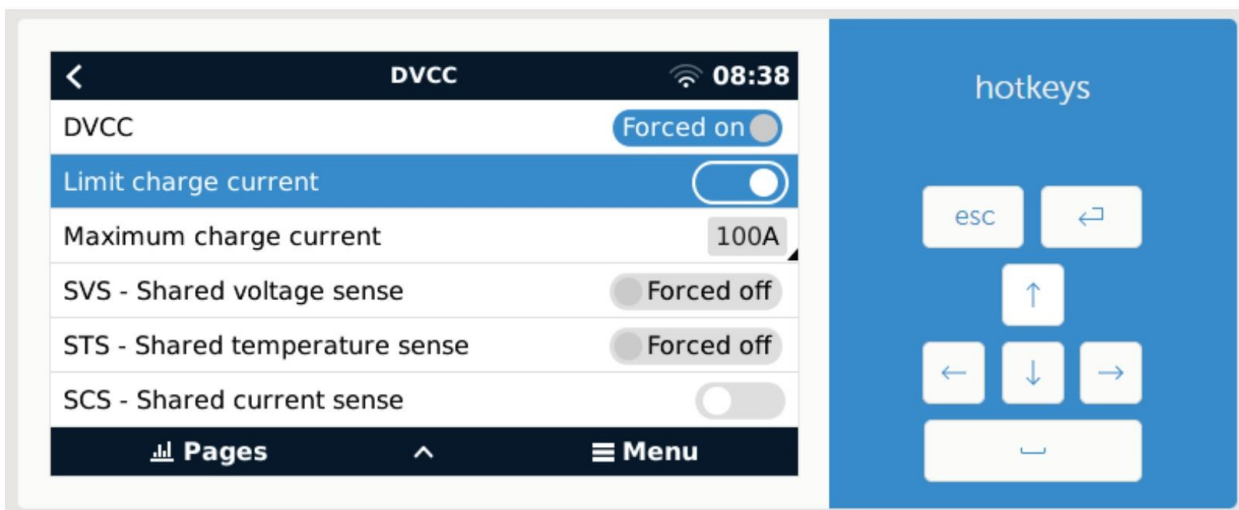 DVCC 08:38
DVCC Forced on
Limit charge current
Maximum charge current 100A
SVS - Shared voltage sense Forced off
STS - Shared temperature sense Forced off
SCS - Shared current sense
Pages Menu
hotkeys
esc